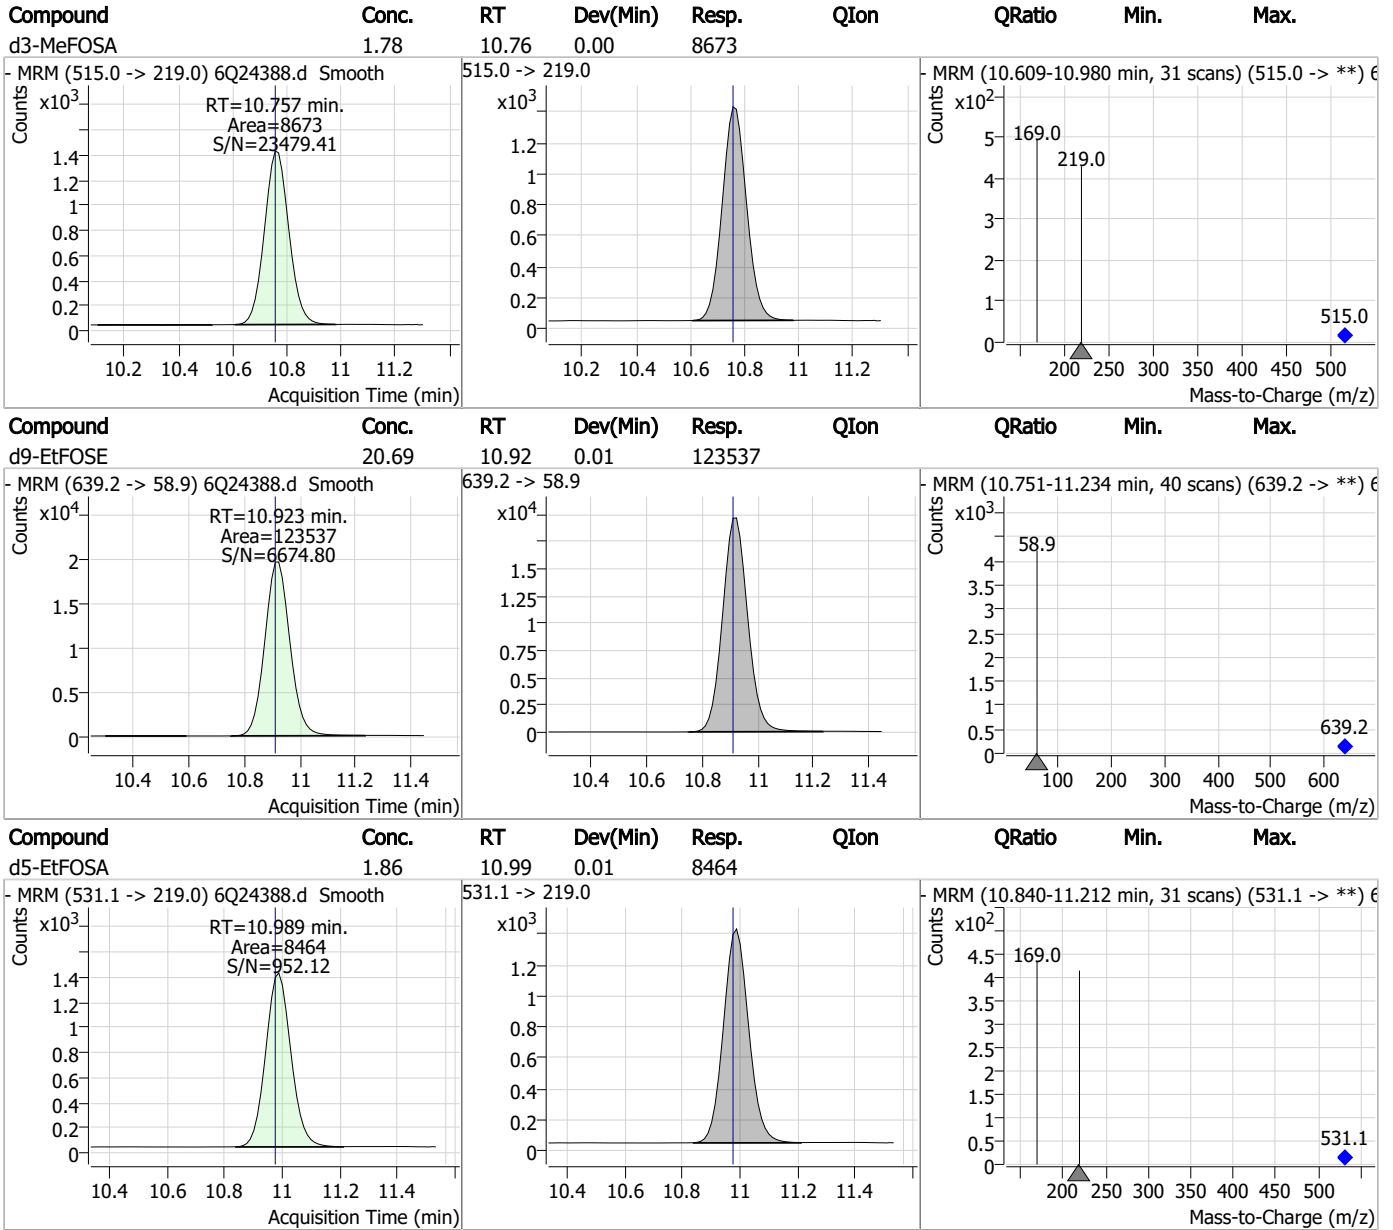 Compound Conc. RT Dev(Min) Resp. QIon QRatio Min. Max.
d3-MeFOSA 1.78 10.76 0.00 8673
- MRM (515.0 -> 219.0) 6Q24388.d Smooth
Counts
x10³
RT=10.757 min.
Area=8673
S/N=23479.41
1.4
1.2
1
0.8
0.6
0.4
0.2
0
10.2 10.4 10.6 10.8 11 11.2
Acquisition Time (min)
515.0 -> 219.0
x10³
1.2
1
0.8
0.6
0.4
0.2
0
10.2 10.4 10.6 10.8 11 11.2
- MRM (10.609-10.980 min, 31 scans) (515.0 -> **) 6
Counts
x10²
169.0
219.0
515.0
5
4
3
2
1
0
200 250 300 350 400 450 500
Mass-to-Charge (m/z)
Compound Conc. RT Dev(Min) Resp. QIon QRatio Min. Max.
d9-EtFOSE 20.69 10.92 0.01 123537
- MRM (639.2 -> 58.9) 6Q24388.d Smooth
Counts
x10⁴
RT=10.923 min.
Area=123537
S/N=6674.80
2
1.5
1
0.5
0
10.4 10.6 10.8 11 11.2 11.4
Acquisition Time (min)
639.2 -> 58.9
x10⁴
1.5
1.25
1
0.75
0.5
0.25
0
10.4 10.6 10.8 11 11.2 11.4
- MRM (10.751-11.234 min, 40 scans) (639.2 -> **) 6
Counts
x10³
58.9
639.2
4
3.5
3
2.5
2
1.5
1
0.5
0
100 200 300 400 500 600
Mass-to-Charge (m/z)
Compound Conc. RT Dev(Min) Resp. QIon QRatio Min. Max.
d5-EtFOSA 1.86 10.99 0.01 8464
- MRM (531.1 -> 219.0) 6Q24388.d Smooth
Counts
x10³
RT=10.989 min.
Area=8464
S/N=952.12
1.4
1.2
1
0.8
0.6
0.4
0.2
0
10.4 10.6 10.8 11 11.2 11.4
Acquisition Time (min)
531.1 -> 219.0
x10³
1.2
1
0.8
0.6
0.4
0.2
0
10.4 10.6 10.8 11 11.2 11.4
- MRM (10.840-11.212 min, 31 scans) (531.1 -> **) 6
Counts
x10²
169.0
531.1
4.5
4
3.5
3
2.5
2
1.5
1
0.5
0
200 250 300 350 400 450 500
Mass-to-Charge (m/z)